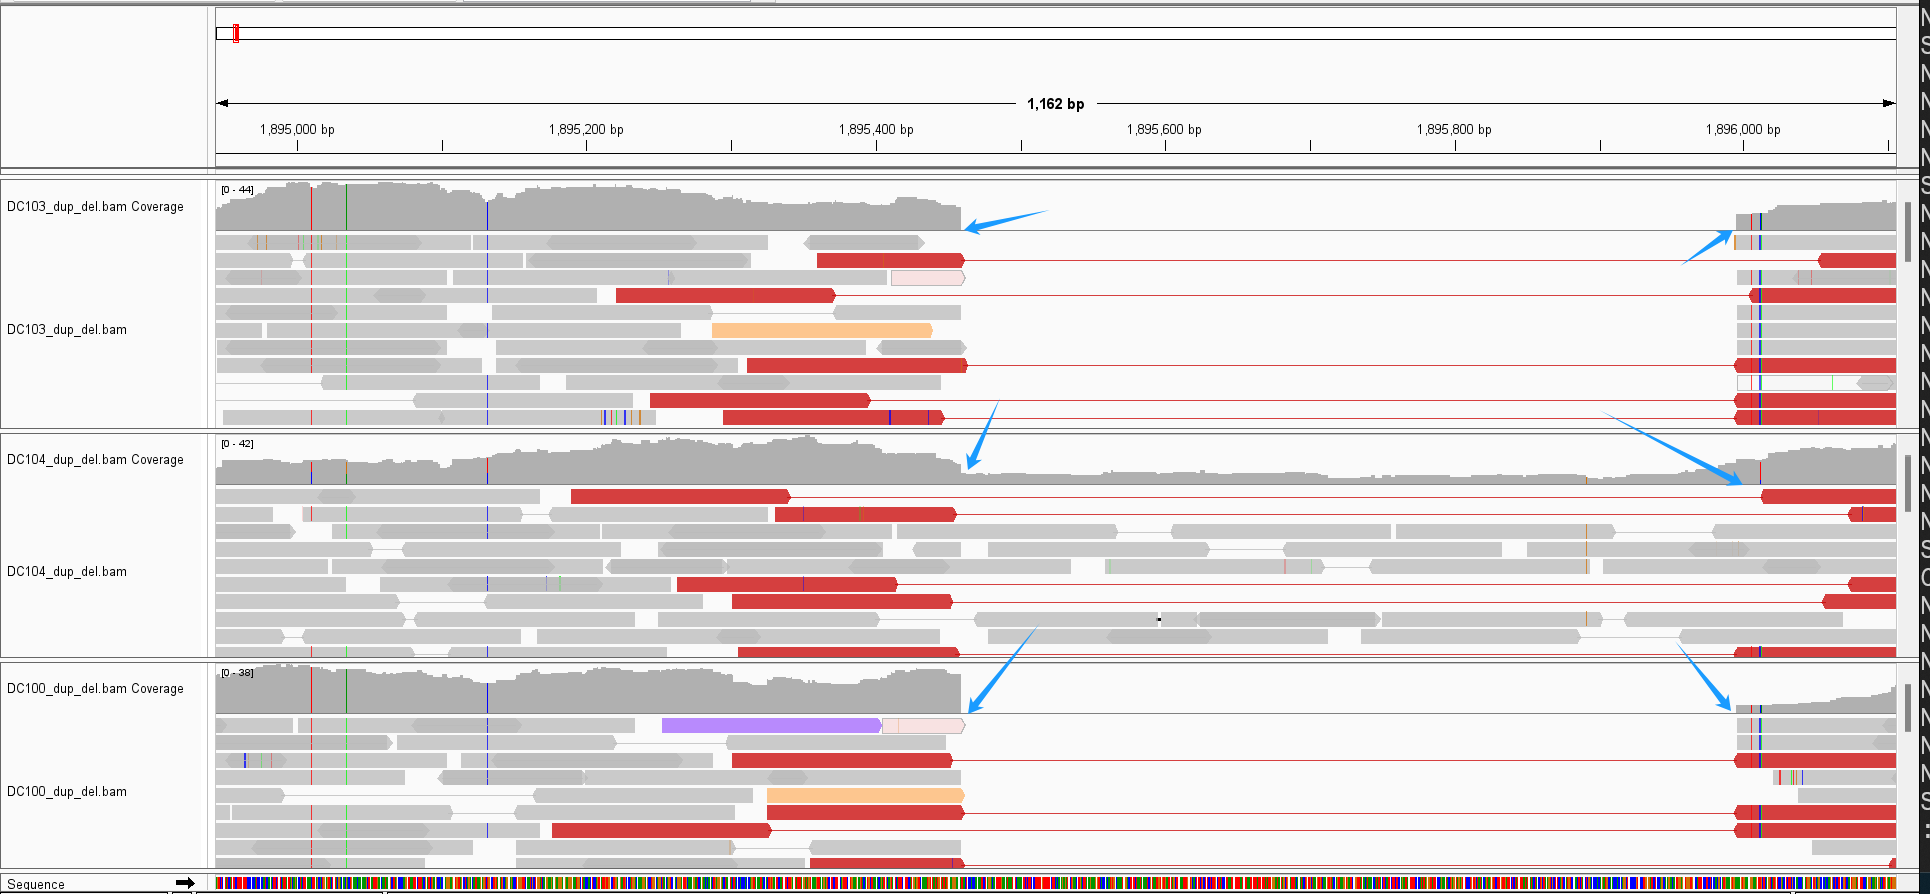 1,162 bp
1,895,000 bp 1,895,200 bp 1,895,400 bp 1,895,600 bp 1,895,800 bp 1,896,000 bp
[0 - 44]
DC103_dup_del.bam Coverage
DC103_dup_del.bam
[0 - 42]
DC104_dup_del.bam Coverage
DC104_dup_del.bam
[0 - 38]
DC100_dup_del.bam Coverage
DC100_dup_del.bam
Sequence